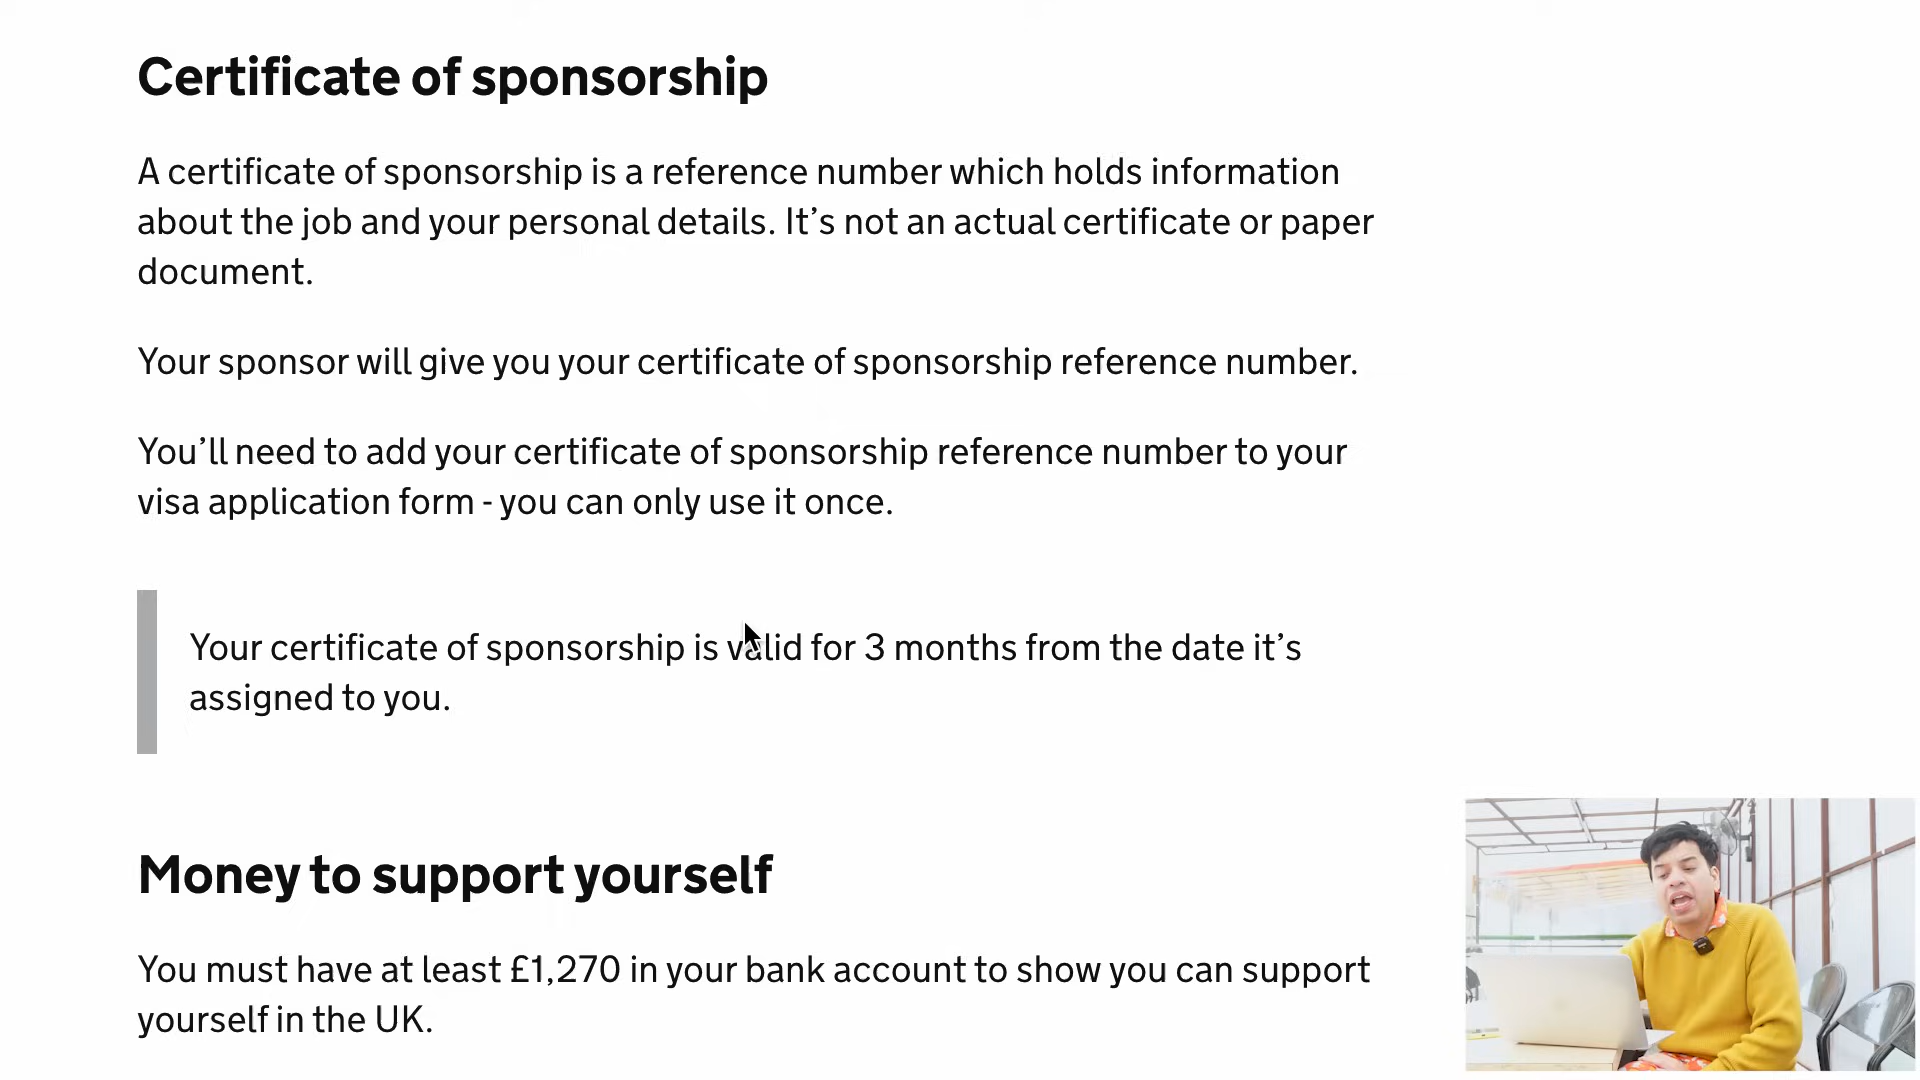 Certificate of sponsorship
A certificate of sponsorship is a reference number which holds information
about the job and your personal details. It’s not an actual certificate or paper
document.
Your sponsor will give you your certificate of sponsorship reference number.
You’ll need to add your certificate of sponsorship reference number to your
visa application form - you can only use it once.
Your certificate of sponsorship is valid for 3 months from the date it’s
assigned to you.
Money to support yourself
You must have at least £1,270 in your bank account to show you can support
yourself in the UK.